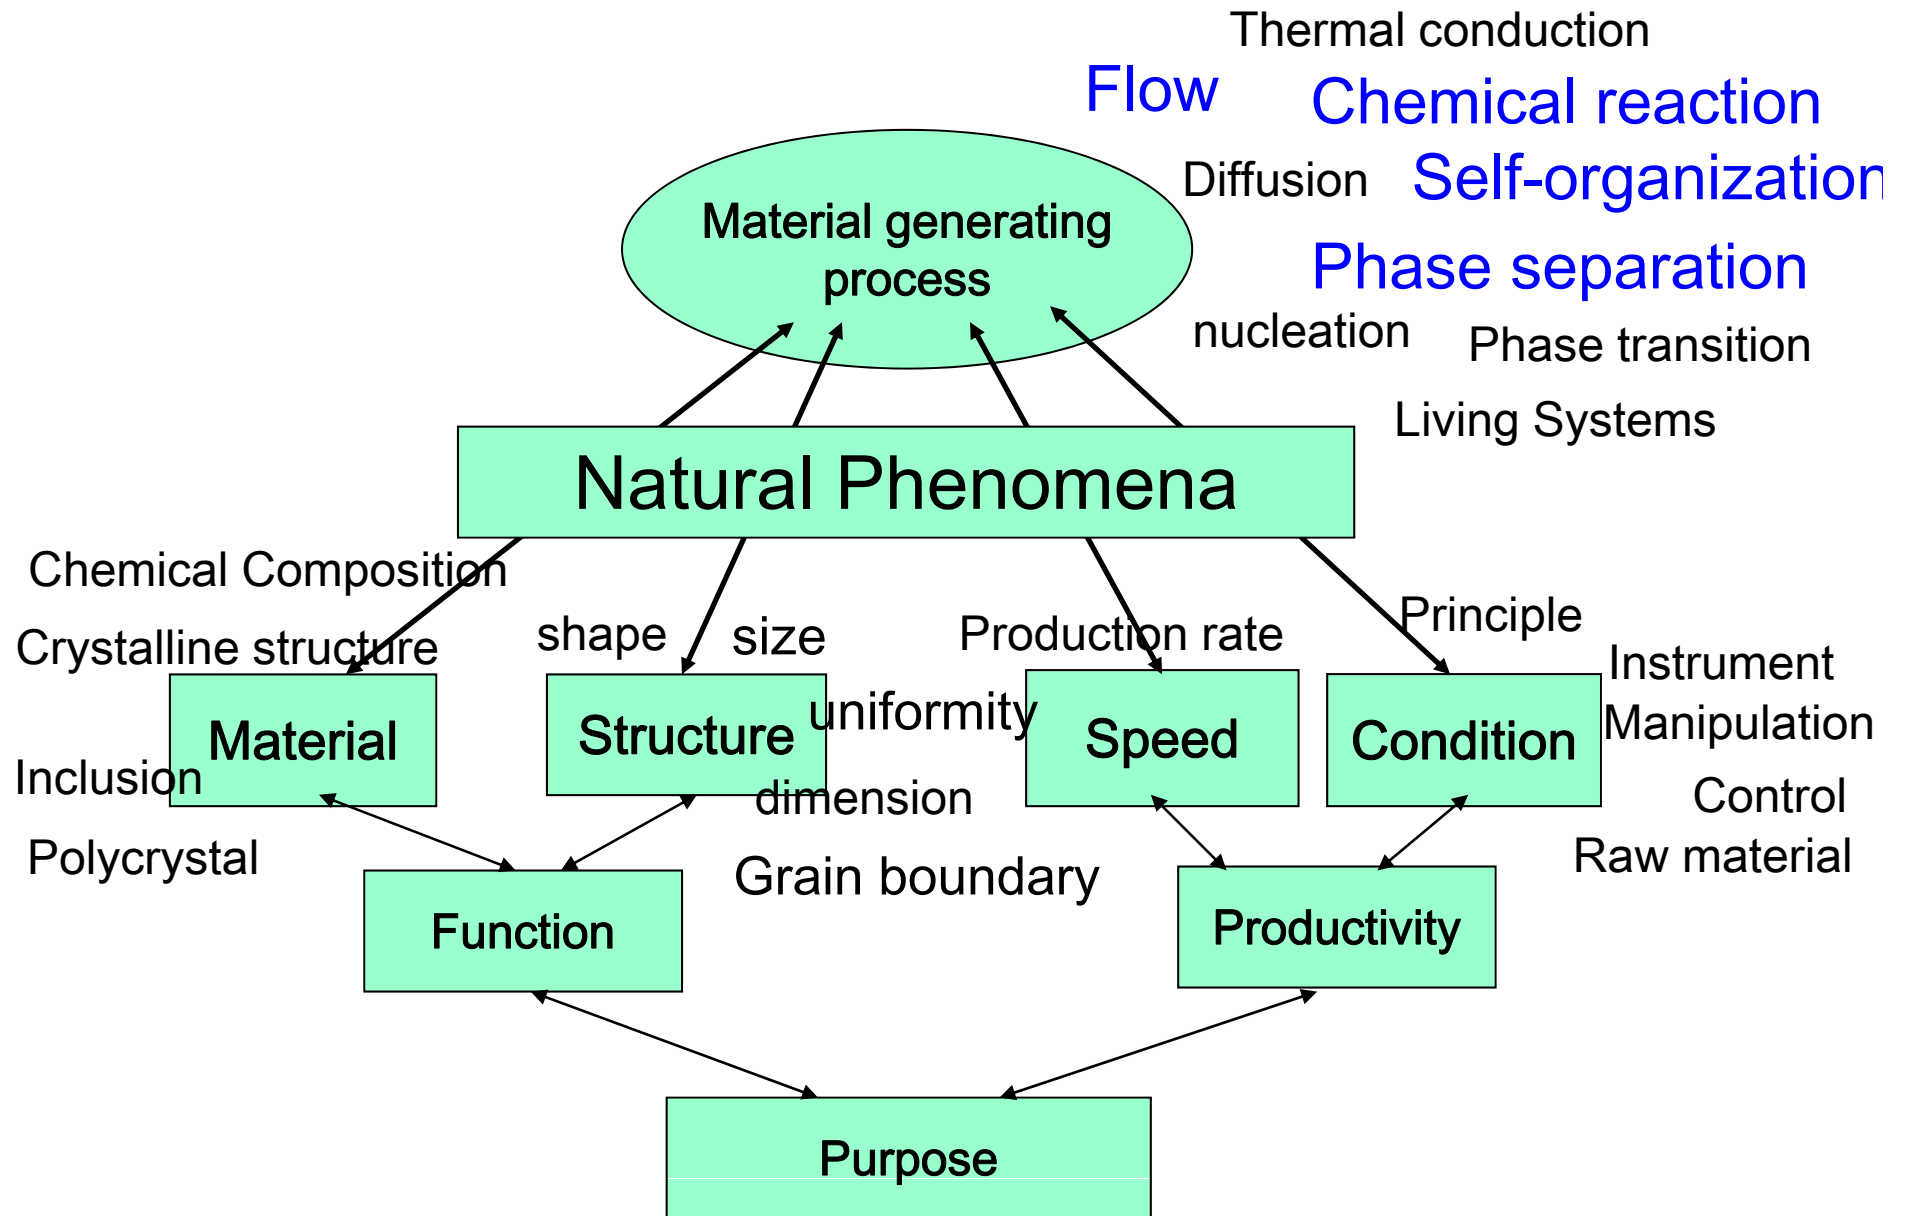 Thermal conduction
Flow
Chemical reaction
Diffusion
Self-organization
Material generating
process
Phase separation
nucleation
Phase transition
Living Systems
Natural Phenomena
Chemical Composition
Crystalline structure
shape
size
Production rate
Principle
Instrument
Material
Structure
uniformity
Speed
Condition
Manipulation
Inclusion
dimension
Control
Polycrystal
Grain boundary
Raw material
Function
Productivity
Purpose